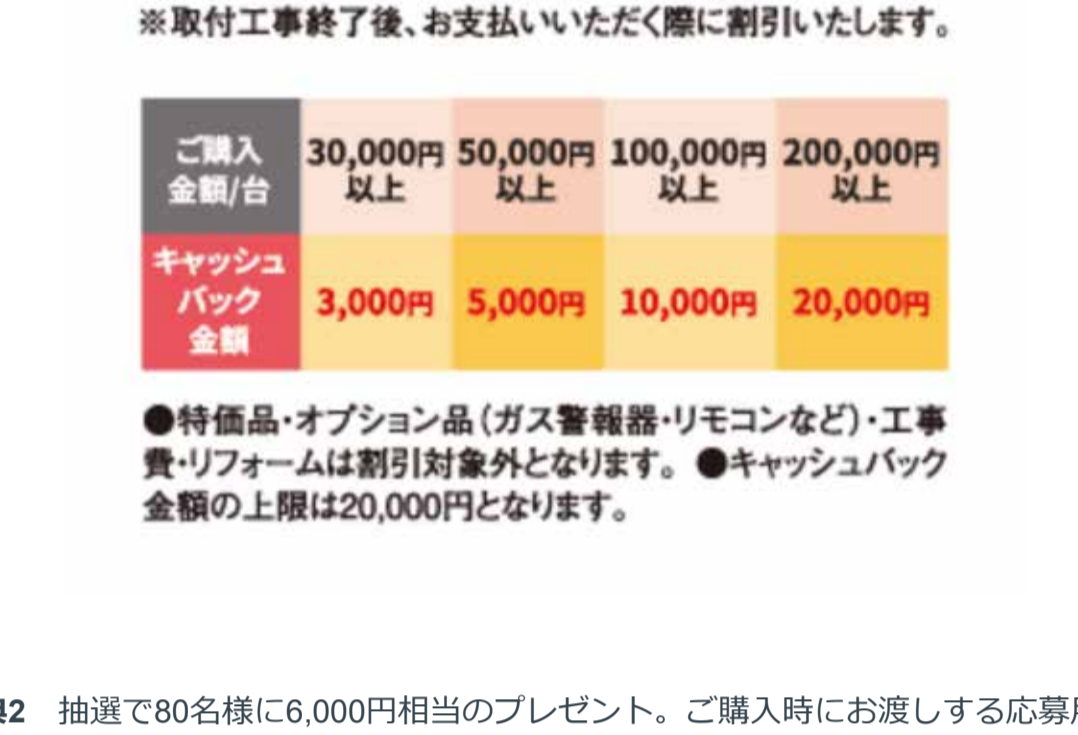 ※取付工事終了後、お支払いいただく際に割引いたします。
ご購入
金額/台
30,000円
以上
50,000円
以上
100,000円
以上
200,000円
以上
キャッシュ
バック
金額
3,000円
5,000円
10,000円
20,000円
●特価品・オプション品(ガス警報器・リモコンなど)・工事
費・リフォームは割引対象外となります。●キャッシュバック
金額の上限は20,000円となります。
2 抽選で80名様に6,000円相当のプレゼント。ご購入時にお渡しする応募